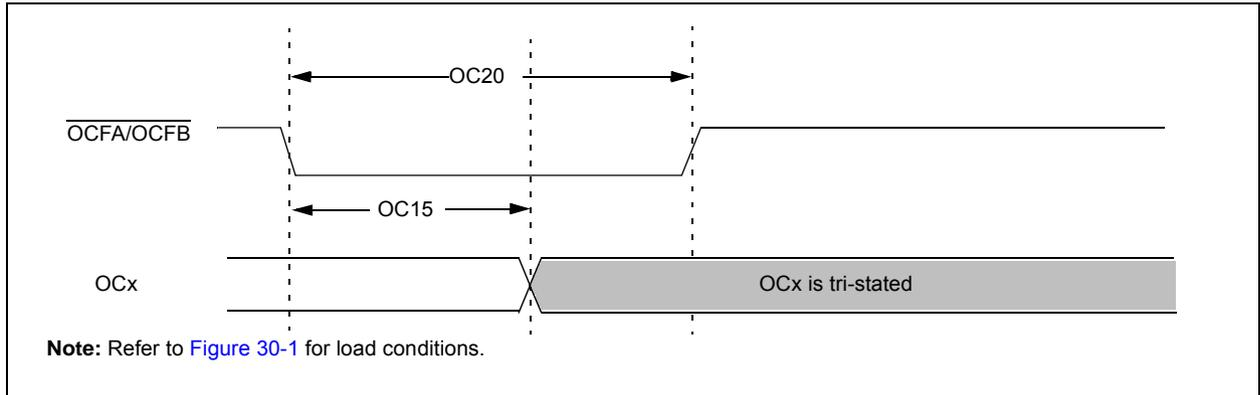 OC20
OCFA/OCFB
OC15
OCx
OCx is tri-stated
Note: Refer to Figure 30-1 for load conditions.